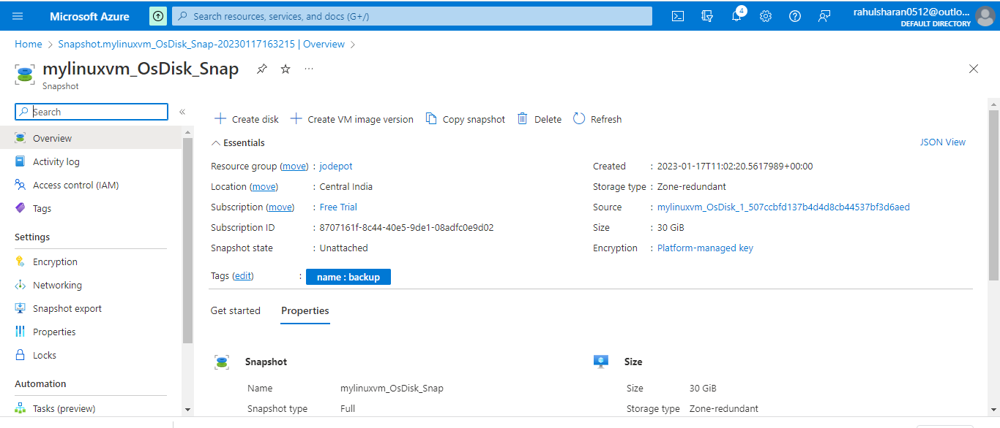 Microsoft Azure
Search resources, services, and docs (G+/)
4
rahulsharan0512@outlo...
DEFAULT DIRECTORY
Home > Snapshot.mylinuxvm_OsDisk_Snap-20230117163215 | Overview >
mylinuxvm_OsDisk_Snap
Snapshot
Search
Overview
Activity log
Access control (IAM)
Tags
Settings
Encryption
Networking
Snapshot export
Properties
Locks
Automation
Tasks (preview)
Create disk Create VM image version Copy snapshot Delete Refresh
Essentials
JSON View
Resource group (move) : jodepot
Location (move) : Central India
Subscription (move) : Free Trial
Subscription ID : 8707161f-8c44-40e5-9de1-08adfc0e9d02
Snapshot state : Unattached
Created : 2023-01-17T11:02:20.5617989+00:00
Storage type : Zone-redundant
Source : mylinuxvm_OsDisk_1_507ccbfd137b4d4d8cb44537bf3d6aed
Size : 30 GiB
Encryption : Platform-managed key
Tags (edit) : name : backup
Get started Properties
Snapshot
Name mylinuxvm_OsDisk_Snap
Snapshot type Full
Size
Size 30 GiB
Storage type Zone-redundant